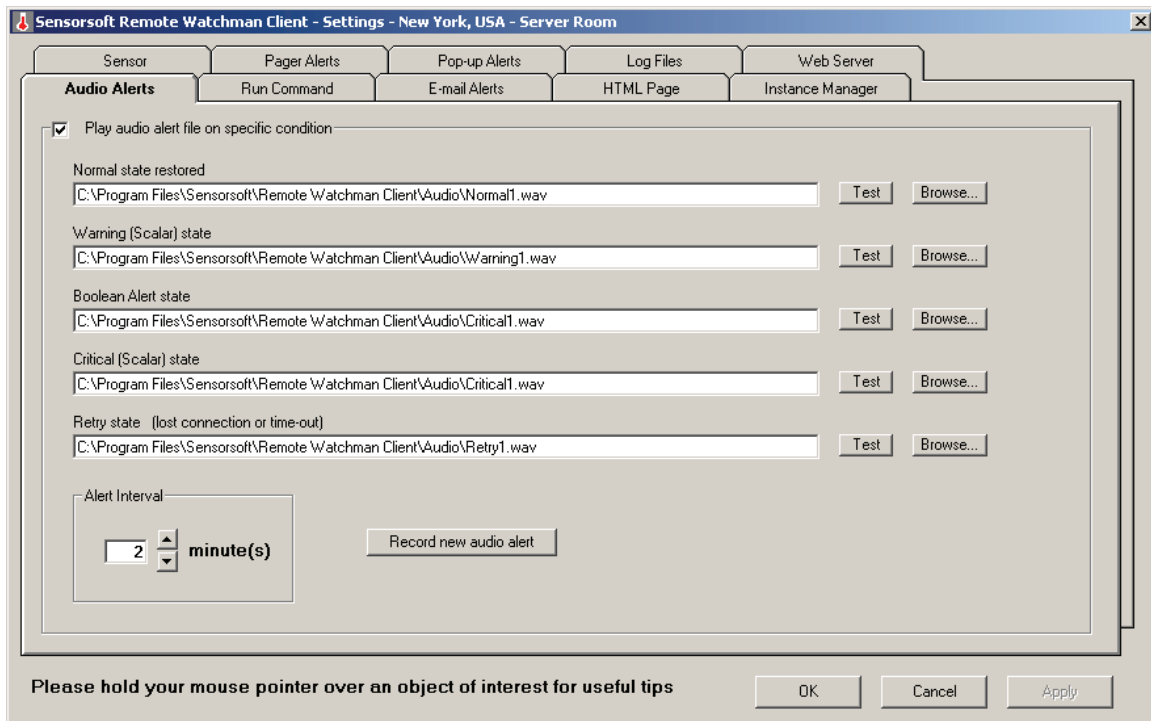 Sensorsoft Remote Watchman Client - Settings - New York, USA - Server Room
Sensor
Pager Alerts
Pop-up Alerts
Log Files
Web Server
Audio Alerts
Run Command
E-mail Alerts
HTML Page
Instance Manager
Play audio alert file on specific condition
Normal state restored
C:\Program Files\Sensorsoft\Remote Watchman Client\Audio\Normal1.wav
Test
Browse...
Warning (Scalar) state
C:\Program Files\Sensorsoft\Remote Watchman Client\Audio\Warning1.wav
Test
Browse...
Boolean Alert state
C:\Program Files\Sensorsoft\Remote Watchman Client\Audio\Critical1.wav
Test
Browse...
Critical (Scalar) state
C:\Program Files\Sensorsoft\Remote Watchman Client\Audio\Critical1.wav
Test
Browse...
Retry state (lost connection or time-out)
C:\Program Files\Sensorsoft\Remote Watchman Client\Audio\Retry1.wav
Test
Browse...
Alert Interval
2 minute(s)
Record new audio alert
Please hold your mouse pointer over an object of interest for useful tips
OK
Cancel
Apply